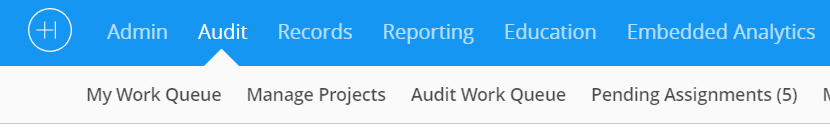 Admin Audit Records Reporting Education Embedded Analytics
My Work Queue Manage Projects Audit Work Queue Pending Assignments (5)